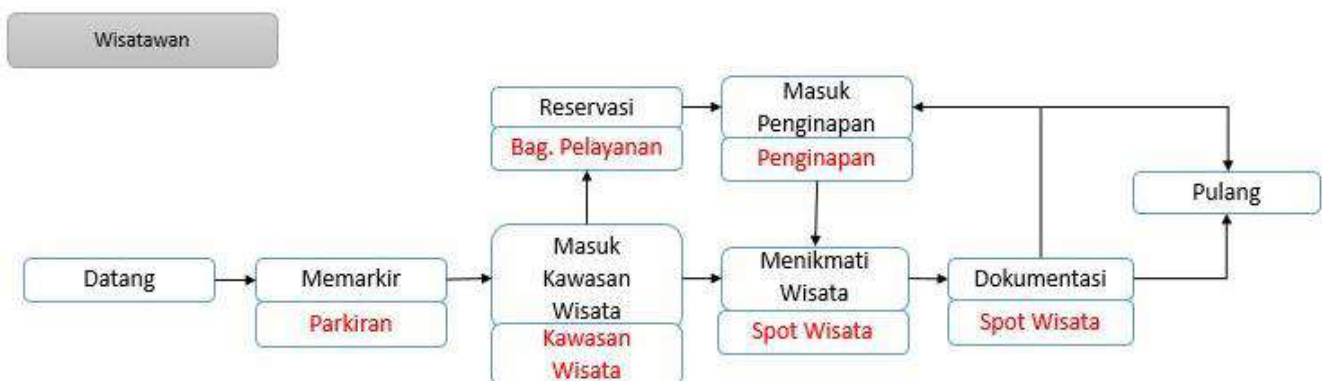 Wisatawan
Reservasi
Bag. Pelayanan
Masuk
Penginapan
Penginapan
Pulang
Datang
Memarkir
Parkiran
Masuk
Kawasan
Wisata
Kawasan
Wisata
Menikmati
Wisata
Spot Wisata
Dokumentasi
Spot Wisata